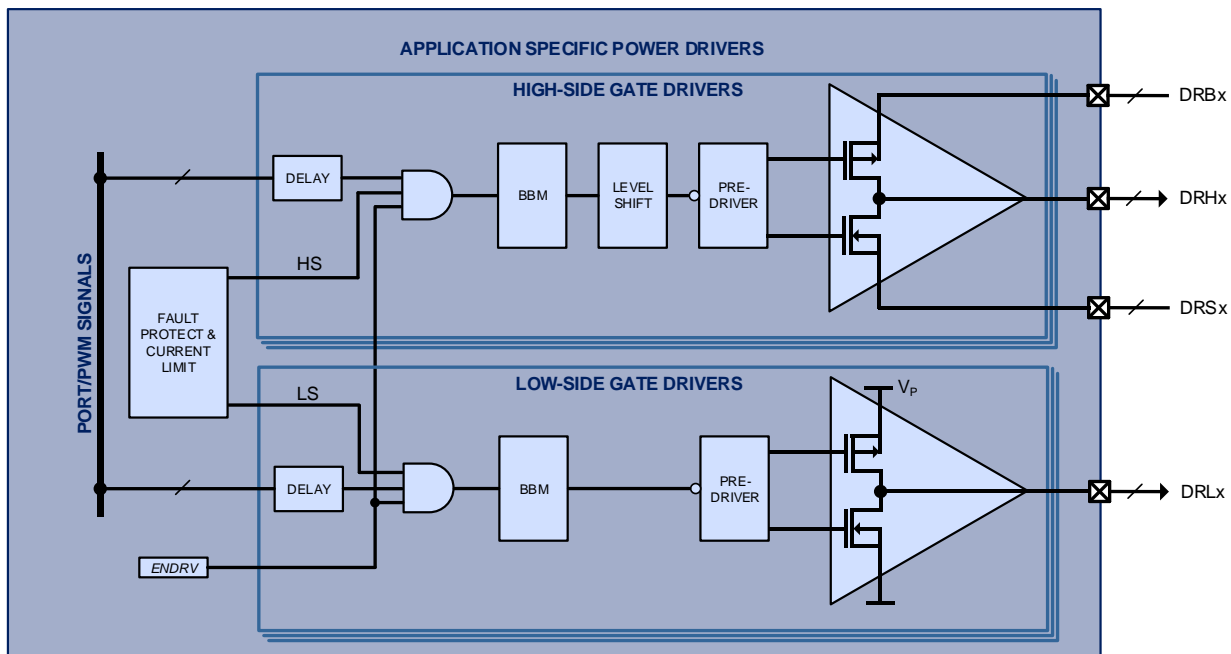 APPLICATION SPECIFIC POWER DRIVERS
HIGH-SIDE GATE DRIVERS
DRBx
DELAY
BBM
LEVEL
SHIFT
PRE-
DRIVER
DRHx
HS
PORT/PWM SIGNALS
FAULT
PROTECT &
CURRENT
LIMIT
DRSx
LOW-SIDE GATE DRIVERS
LS
VP
DELAY
BBM
PRE-
DRIVER
DRLx
ENDRV